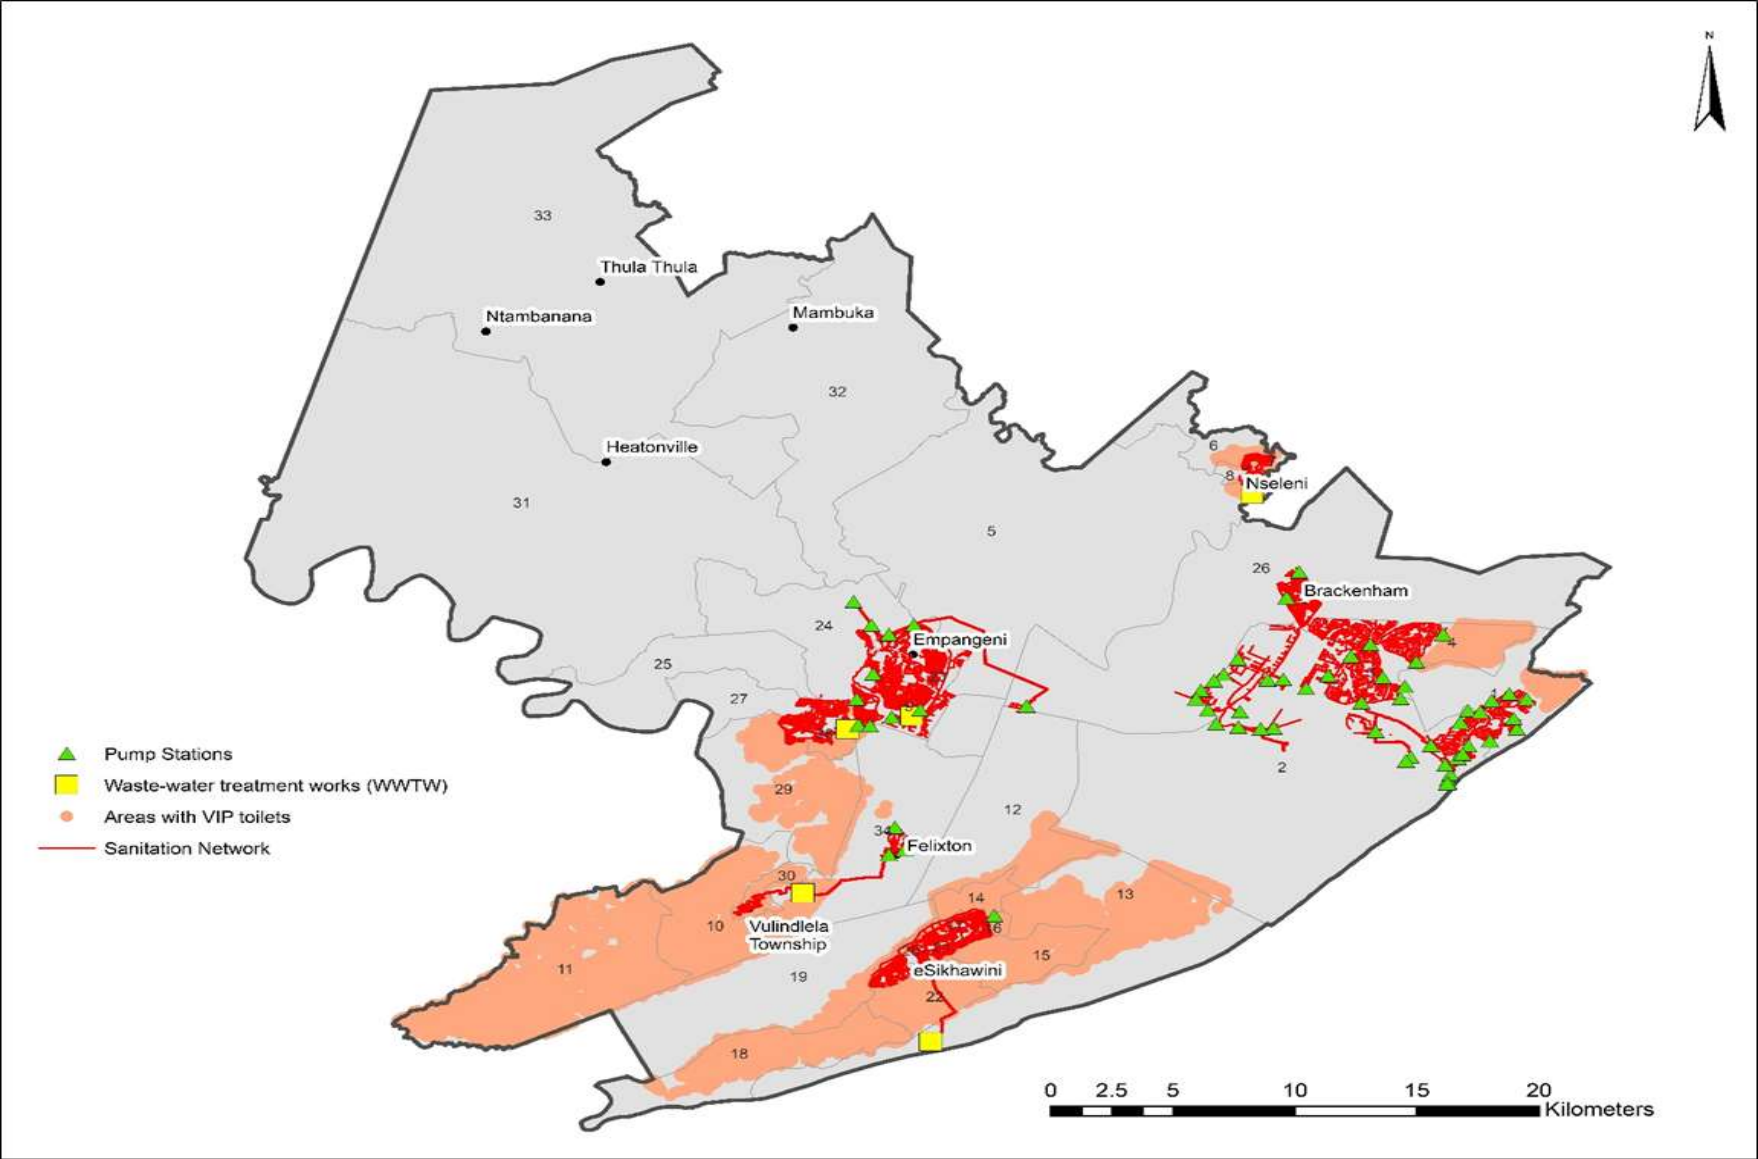 N
33
Thula Thula
Ntambanana
Mambuka
32
Heatonville
6
8
Nseleni
31
5
26
Brackenham
24
Empangeni
4
25
27
9
1
2
Pump Stations
Waste-water treatment works (WWTW)
Areas with VIP toilets
Sanitation Network
29
12
34
Felixton
30
14
13
10
Vulindlela
Township
16
15
11
19
eSikhawini
22
18
0 2.5 5 10 15 20
Kilometers